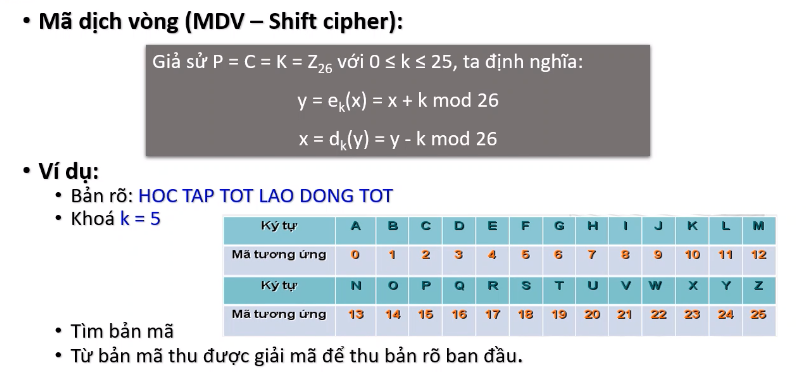 • Mã dịch vòng (MDV – Shift cipher):
Giả sử P = C = K = Z26 với 0 ≤ k ≤ 25, ta định nghĩa:
y = ek(x) = x + k mod 26
x = dk(y) = y - k mod 26
• Ví dụ:
• Bản rõ: HOC TAP TOT LAO DONG TOT
• Khoá k = 5
Ký tự A B C D E F G H I J K L M
Mã tương ứng 0 1 2 3 4 5 6 7 8 9 10 11 12
Ký tự N O P Q R S T U V W X Y Z
Mã tương ứng 13 14 15 16 17 18 19 20 21 22 23 24 25
• Tìm bản mã
• Từ bản mã thu được giải mã để thu bản rõ ban đầu.